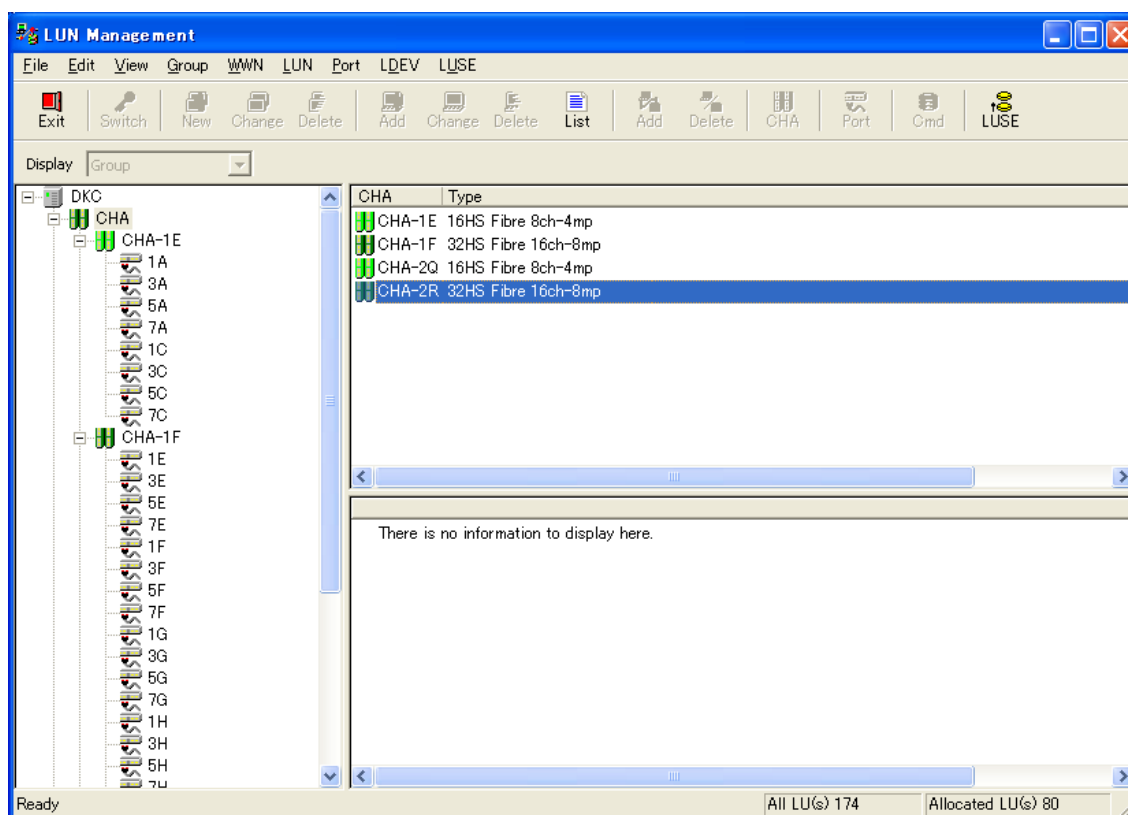 LUN Management
File Edit View Group WWN LUN Port LDEV LUSE
Exit Switch New Change Delete Add Change Delete List Add Delete CHA Port Cmd LUSE
Display Group
DKC
CHA
CHA-1E
1A
3A
5A
7A
1C
3C
5C
7C
CHA-1F
1E
3E
5E
7E
1F
3F
5F
7F
1G
3G
5G
7G
1H
3H
5H
7H
CHA Type
CHA-1E 16HS Fibre 8ch-4mp
CHA-1F 32HS Fibre 16ch-8mp
CHA-2Q 16HS Fibre 8ch-4mp
CHA-2R 32HS Fibre 16ch-8mp
There is no information to display here.
Ready All LU(s) 174 Allocated LU(s) 80